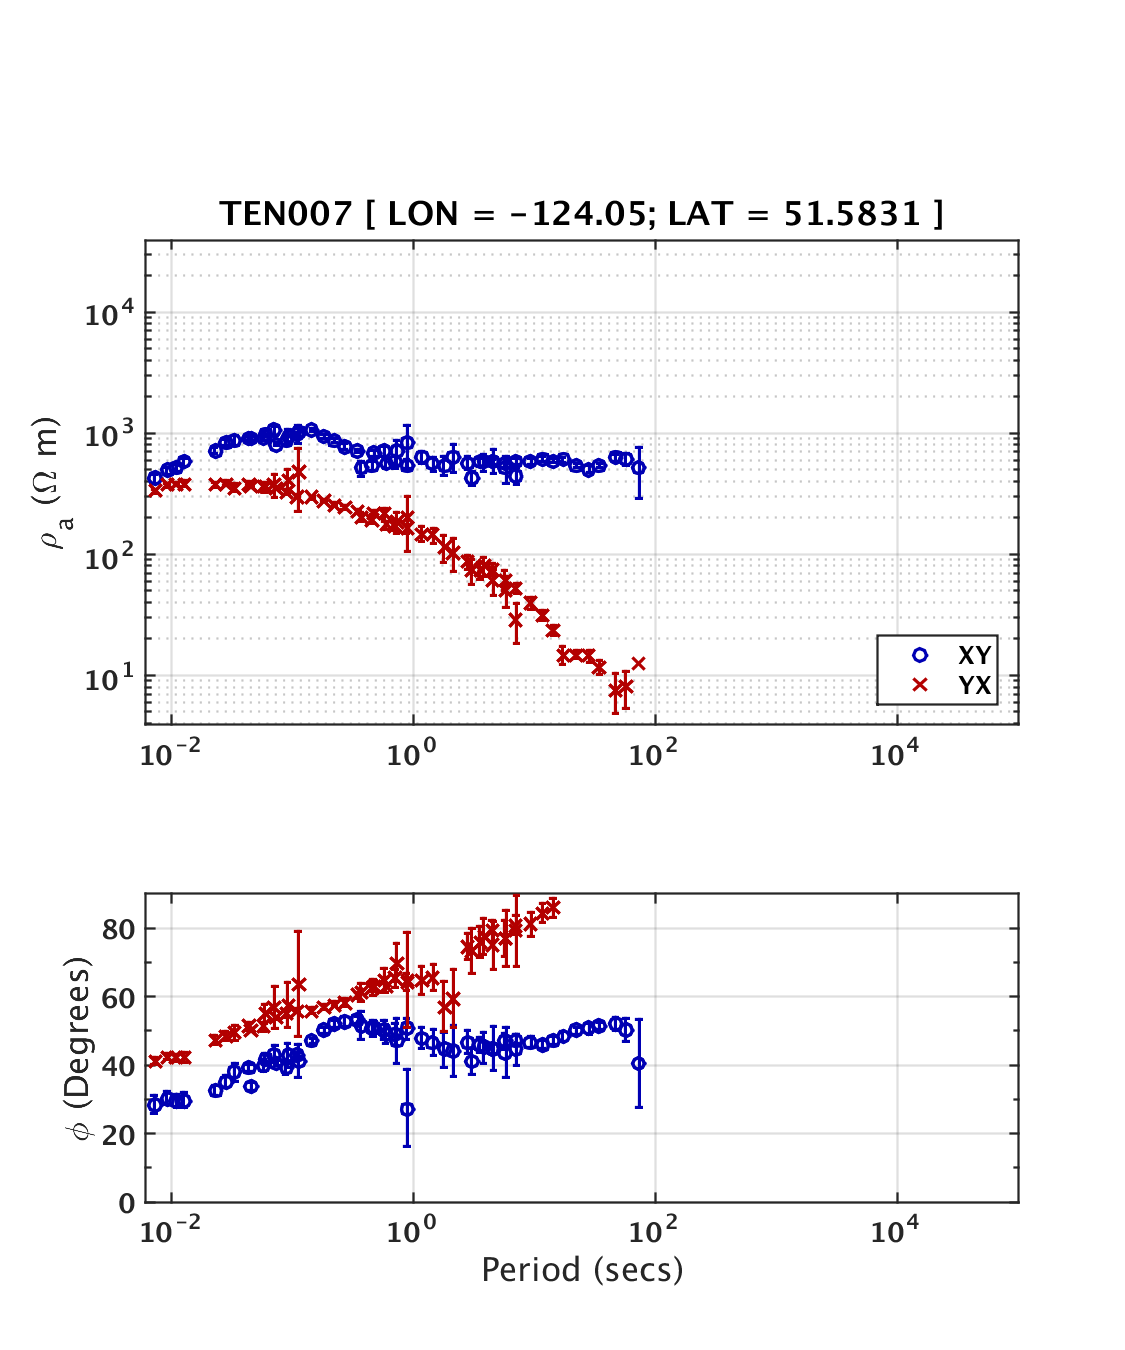 TEN007 [ LON = -124.05; LAT = 51.5831 ]
ρa (Ω m)
10^4
10^3
10^2
10^1
XY
YX
10^-2 10^0 10^2 10^4
ϕ (Degrees)
80
60
40
20
0
10^-2 10^0 10^2 10^4
Period (secs)